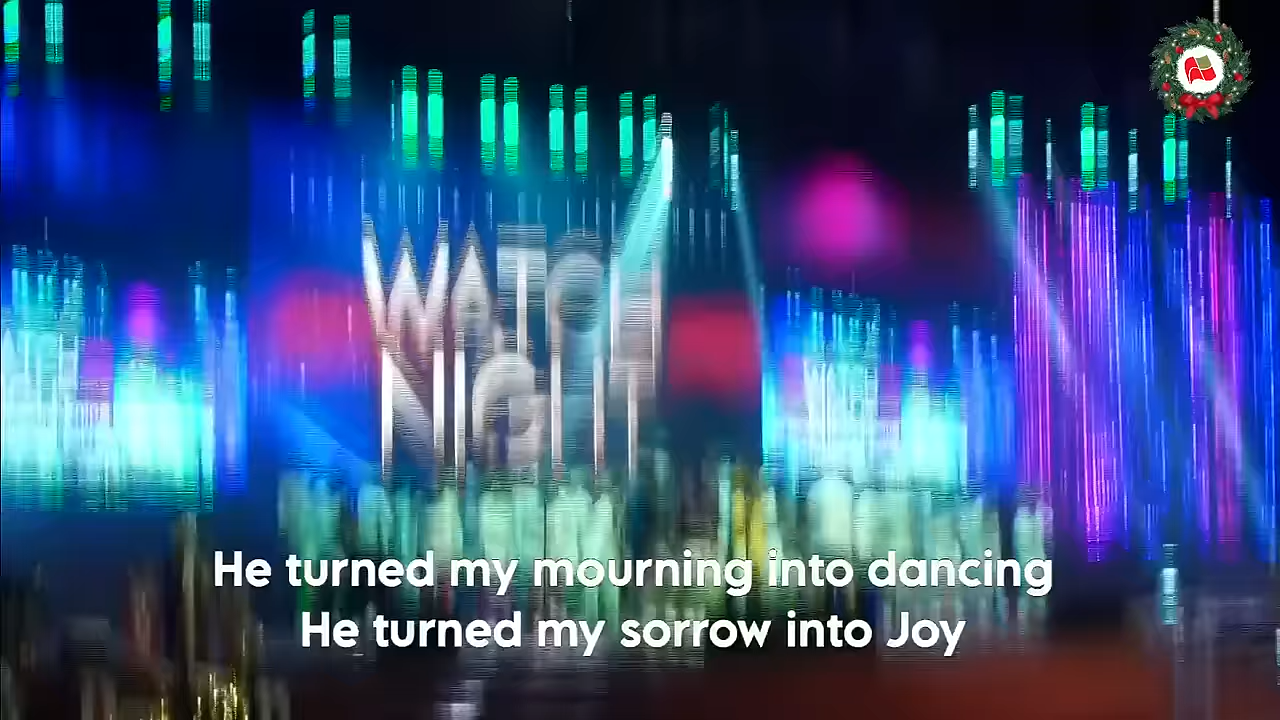 WATCH
NIGHT
He turned my mourning into dancing
He turned my sorrow into Joy